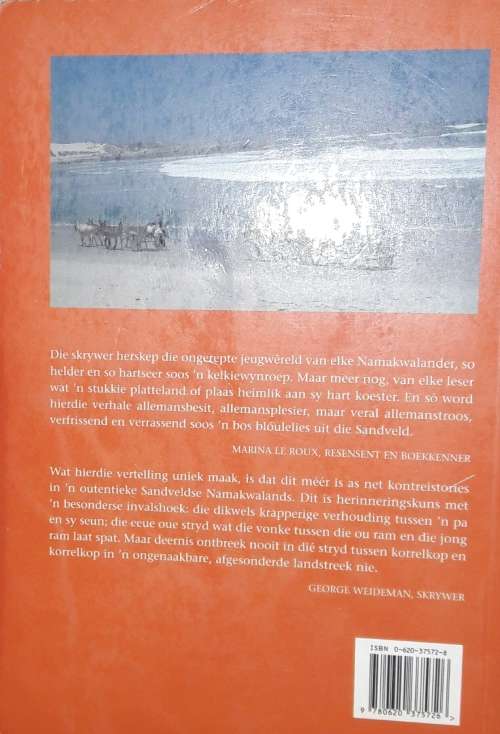 Die skrywer herskep die ongerepte jeugwêreld van elke Namakwalander, so
helder en so hartseer soos 'n kelkiewynroep. Maar meer nog, van elke leser
wat 'n stukkie platteland of plaas heimlik aan sy hart koester. En só word
hierdie verhale allemansbesit, allemansplesier, maar veral allemanstroos,
verfrissend en verrassend soos 'n bos bloulelies uit die Sandveld.
MARINA LE ROUX, RESENSENT EN BOEKKENNER
Wat hierdie vertelling uniek maak, is dat dit méér is as net kontreistories
in 'n outentieke Sandveldse Namakwalands. Dit is herinneringskuns met
'n besonderse invalshoek: die dikwels krapperige verhouding tussen 'n pa
en sy seun; die eeue oue stryd wat die vonke tussen die ou ram en die jong
ram laat spat. Maar deernis ontbreek nooit in dié stryd tussen korrelkop en
korrelkop in 'n ongenaakbare, afgesonderde landstreek nie.
GEORGE WEIDEMAN, SKRYWER
ISBN 0-620-37572-8
9 780620 375726 >